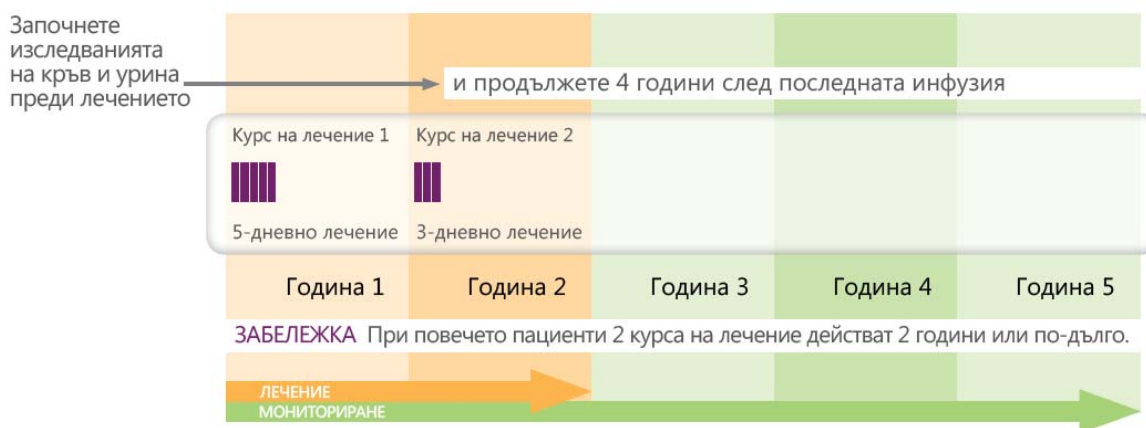 Започнете
изследванията
на кръв и урина
преди лечението
и продължете 4 години след последната инфузия
Курс на лечение 1
Курс на лечение 2
5-дневно лечение
3-дневно лечение
Година 1
Година 2
Година 3
Година 4
Година 5
ЗАБЕЛЕЖКА При повечето пациенти 2 курса на лечение действат 2 години или по-дълго.
ЛЕЧЕНИЕ
МОНИТОРИРАНЕ